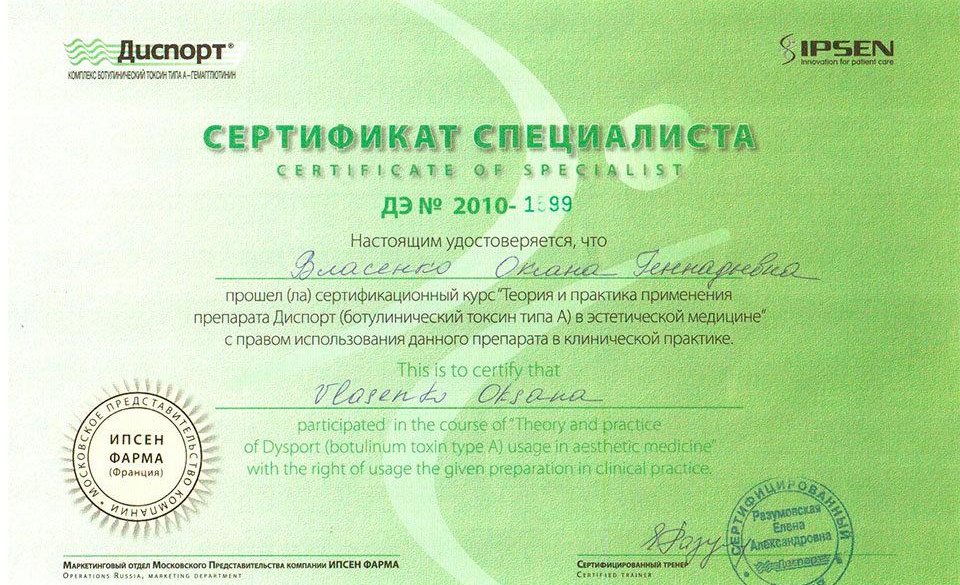 Диспорт®
КОМПЛЕКС БОТУЛИНИЧЕСКИЙ ТОКСИН ТИПА А – ГЕМАГГЛЮТИНИН
IPSEN
Innovation for patient care
СЕРТИФИКАТ СПЕЦИАЛИСТА
CERTIFICATE OF SPECIALIST
ДЭ № 2010- 1599
Настоящим удостоверяется, что
Власенко Оксана Геннадьевна
прошел (ла) сертификационный курс "Теория и практика применения
препарата Диспорт (ботулинический токсин типа А) в эстетической медицине"
с правом использования данного препарата в клинической практике.
This is to certify that
Vlasenko Oksana
participated in the course of "Theory and practice
of Dysport (botulinum toxin type A) usage in aesthetic medicine"
with the right of usage the given preparation in clinical practice.
МОСКОВСКОЕ ПРЕДСТАВИТЕЛЬСТВО КОМПАНИИ
ИПСЕН
ФАРМА
(Франция)
СЕРТИФИЦИРОВАННЫЙ
Разумовская
Елена
Александровна
Диспорт
Маркетинговый отдел Московского Представительства компании ИПСЕН ФАРМА
Operations Russia, marketing department
Сертифицированный тренер
Certified trainer